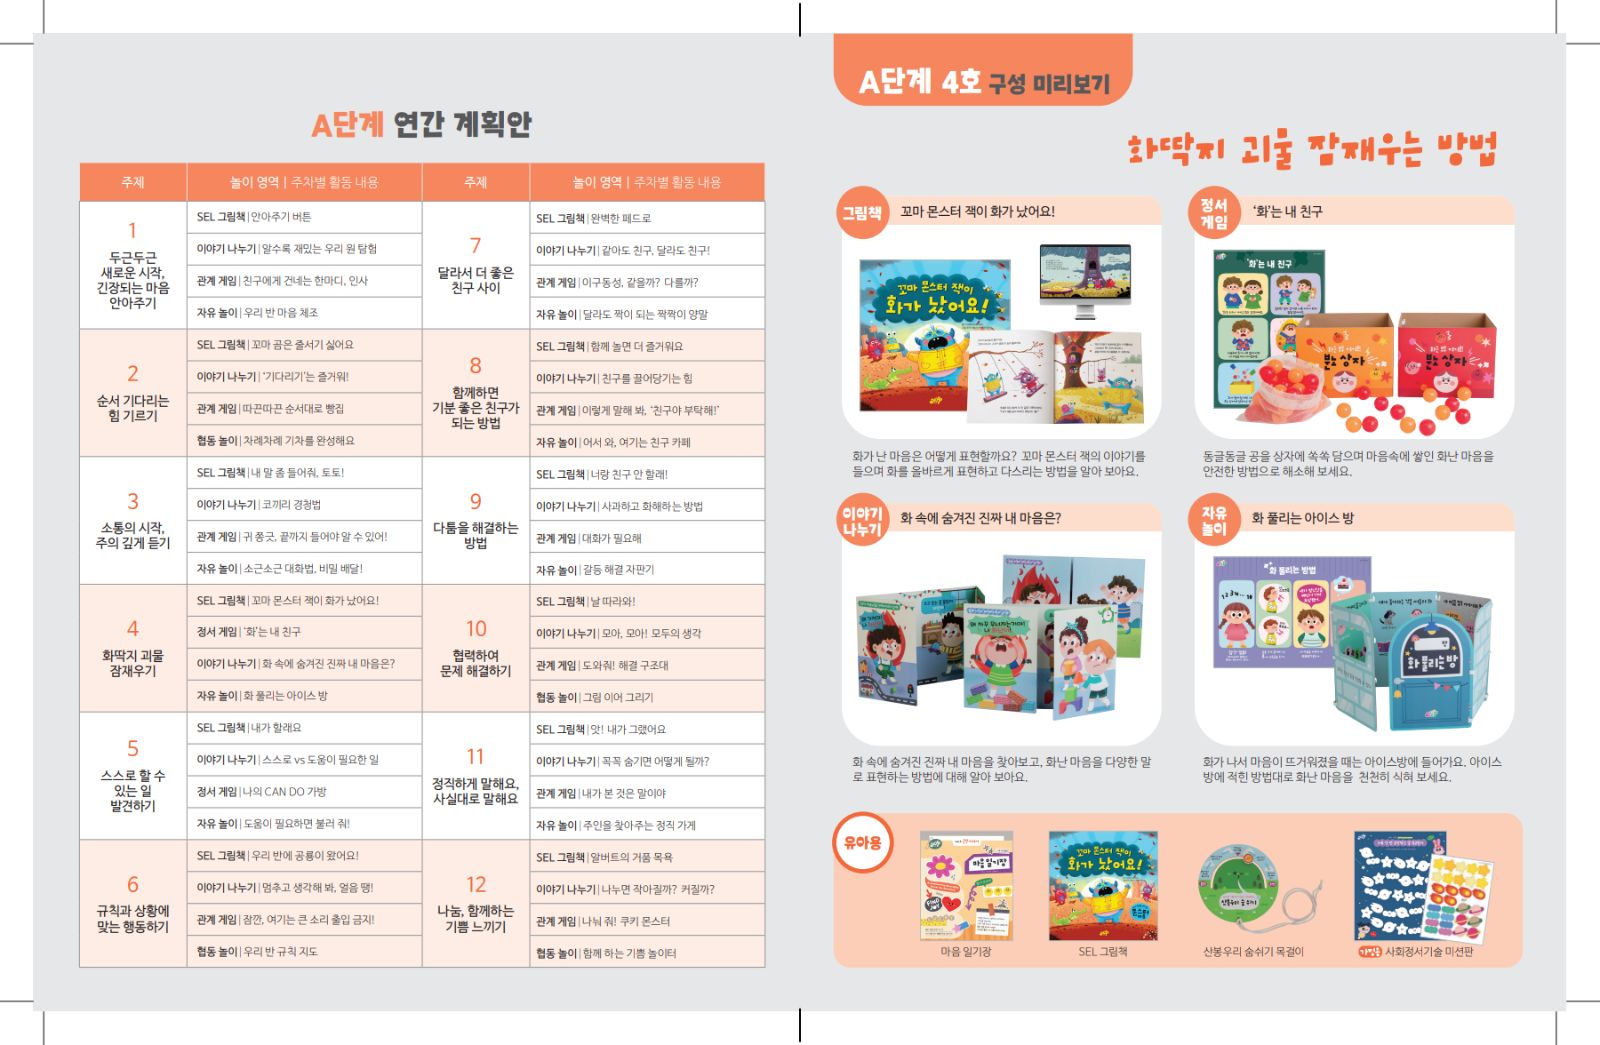 A단계 연간 계획안
주제
놀이 영역 | 주차별 활동 내용
주제
놀이 영역 | 주차별 활동 내용
1
두근두근
새로운 시작,
긴장되는 마음
안아주기
SEL 그림책 | 안아주기 버튼
이야기 나누기 | 알수록 재밌는 우리 원 탐험
관계 게임 | 친구에게 건네는 한마디, 인사
자유 놀이 | 우리 반 마음 체조
2
순서 기다리는
힘 기르기
SEL 그림책 | 꼬마 곰은 줄서기 싫어요
이야기 나누기 | ‘기다리기’는 즐거워!
관계 게임 | 따끈따끈 순서대로 빵집
협동 놀이 | 차례차례 기차를 완성해요
3
소통의 시작,
주의 깊게 듣기
SEL 그림책 | 내 말 좀 들어줘, 토토!
이야기 나누기 | 코끼리 경청법
관계 게임 | 귀 쫑긋, 끝까지 들어야 알 수 있어!
자유 놀이 | 소근소근 대화법, 비밀 배달!
4
화딱지 괴물
잠재우기
SEL 그림책 | 꼬마 몬스터 잭이 화가 났어요!
정서 게임 | ‘화’는 내 친구
이야기 나누기 | 화 속에 숨겨진 진짜 내 마음은?
자유 놀이 | 화 풀리는 아이스 방
5
스스로 할 수
있는 일
발견하기
SEL 그림책 | 내가 할래요
이야기 나누기 | 스스로 vs 도움이 필요한 일
정서 게임 | 나의 CAN DO 가방
자유 놀이 | 도움이 필요하면 불러 줘!
6
규칙과 상황에
맞는 행동하기
SEL 그림책 | 우리 반에 공룡이 왔어요!
이야기 나누기 | 멈추고 생각해 봐, 얼음 땡!
관계 게임 | 잠깐, 여기는 큰 소리 출입 금지!
협동 놀이 | 우리 반 규칙 지도
7
달라서 더 좋은
친구 사이
SEL 그림책 | 완벽한 페드로
이야기 나누기 | 같아도 친구, 달라도 친구!
관계 게임 | 이구동성, 같을까? 다를까?
자유 놀이 | 달라도 짝이 되는 짝짝이 양말
8
함께하면
기분 좋은 친구가
되는 방법
SEL 그림책 | 함께 놀면 더 즐거워요
이야기 나누기 | 친구를 끌어당기는 힘
관계 게임 | 이렇게 말해 봐, ‘친구야 부탁해!’
자유 놀이 | 어서 와, 여기는 친구 카페
9
다툼을 해결하는
방법
SEL 그림책 | 너랑 친구 안 할래!
이야기 나누기 | 사과하고 화해하는 방법
관계 게임 | 대화가 필요해
자유 놀이 | 갈등 해결 자판기
10
협력하여
문제 해결하기
SEL 그림책 | 날 따라와!
이야기 나누기 | 모아, 모아! 모두의 생각
관계 게임 | 도와줘! 해결 구조대
협동 놀이 | 그림 이어 그리기
11
정직하게 말해요,
사실대로 말해요
SEL 그림책 | 앗! 내가 그랬어요
이야기 나누기 | 꼭꼭 숨기면 어떻게 될까?
관계 게임 | 내가 본 것은 말이야
자유 놀이 | 주인을 찾아주는 정직 가게
12
나눔, 함께하는
기쁨 느끼기
SEL 그림책 | 알버트의 거품 목욕
이야기 나누기 | 나누면 작아질까? 커질까?
관계 게임 | 나눠 줘! 쿠키 몬스터
협동 놀이 | 함께 하는 기쁨 놀이터
A단계 4호 구성 미리보기
화딱지 괴물 잠재우는 방법
그림책
꼬마 몬스터 잭이 화가 났어요!
꼬마 몬스터 잭이
화가 났어요!
화가 난 마음은 어떻게 표현할까요? 꼬마 몬스터 잭의 이야기를
들으며 화를 올바르게 표현하고 다스리는 방법을 알아 보아요.
정서
게임
‘화’는 내 친구
‘화’는 내 친구
분노 상자
분노 상자
동글동글 공을 상자에 쏙쏙 담으며 마음속에 쌓인 화난 마음을
안전한 방법으로 해소해 보세요.
이야기
나누기
화 속에 숨겨진 진짜 내 마음은?
화 속에 숨겨진 진짜 내 마음을 찾아보고, 화난 마음을 다양한 말
로 표현하는 방법에 대해 알아 보아요.
자유
놀이
화 풀리는 아이스 방
화 풀리는 방법
화 풀리는 방
화가 나서 마음이 뜨거워졌을 때는 아이스방에 들어가요. 아이스
방에 적힌 방법대로 화난 마음을 천천히 식혀 보세요.
유아용
마음 일기장
마음 일기장
꼬마 몬스터 잭이
화가 났어요!
SEL 그림책
산봉우리 숨쉬기
산봉우리 숨쉬기 목걸이
가정용 사회정서기술 미션판